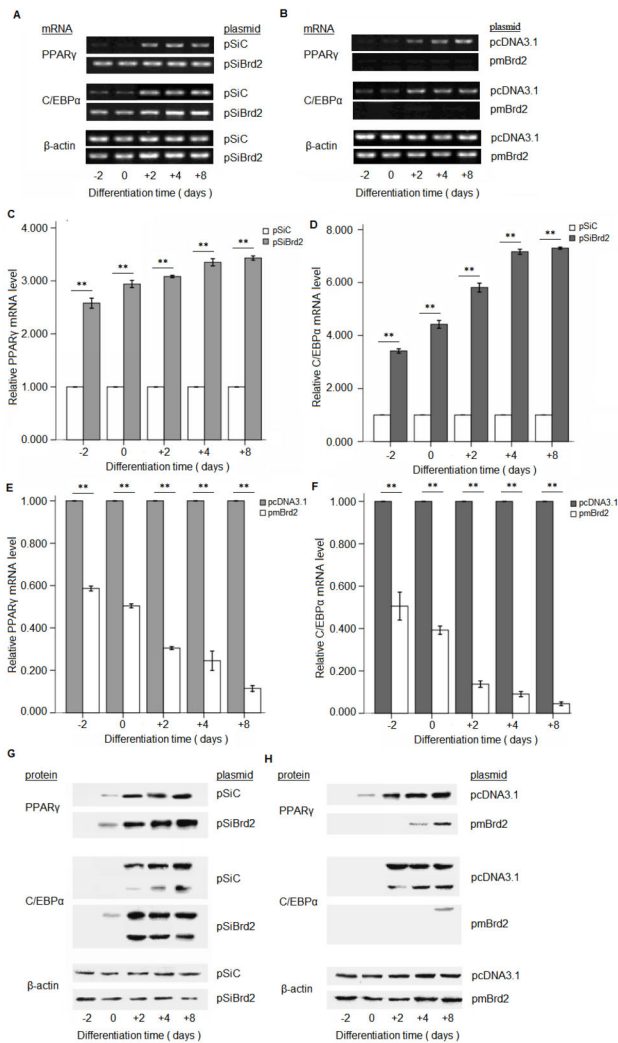 A
mRNA plasmid
PPARγ
pSiC
pSiBrd2
C/EBPα
pSiC
pSiBrd2
β-actin
pSiC
pSiBrd2
-2 0 +2 +4 +8
Differentiation time ( days )
B
mRNA plasmid
PPARγ
pcDNA3.1
pmBrd2
C/EBPα
pcDNA3.1
pmBrd2
β-actin
pcDNA3.1
pmBrd2
-2 0 +2 +4 +8
Differentiation time ( days )
C
pSiC
pSiBrd2
Relative PPARγ mRNA level
4.000
3.000
2.000
1.000
0.000
** ** ** ** **
-2 0 +2 +4 +8
Differentiation time ( days )
D
pSiC
pSiBrd2
Relative C/EBPα mRNA level
8.000
6.000
4.000
2.000
0.000
** ** ** ** **
-2 0 +2 +4 +8
Differentiation time ( days )
E
pcDNA3.1
pmBrd2
Relative PPARγ mRNA level
1.000
0.800
0.600
0.400
0.200
0.000
** ** ** ** **
-2 0 +2 +4 +8
Differentiation time ( days )
F
pcDNA3.1
pmBrd2
Relative C/EBPα mRNA level
1.000
0.800
0.600
0.400
0.200
0.000
** ** ** ** **
-2 0 +2 +4 +8
Differentiation time ( days )
G
protein plasmid
PPARγ
pSiC
pSiBrd2
C/EBPα
pSiC
pSiBrd2
β-actin
pSiC
pSiBrd2
-2 0 +2 +4 +8
Differentiation time ( days )
H
protein plasmid
PPARγ
pcDNA3.1
pmBrd2
C/EBPα
pcDNA3.1
pmBrd2
β-actin
pcDNA3.1
pmBrd2
-2 0 +2 +4 +8
Differentiation time ( days )